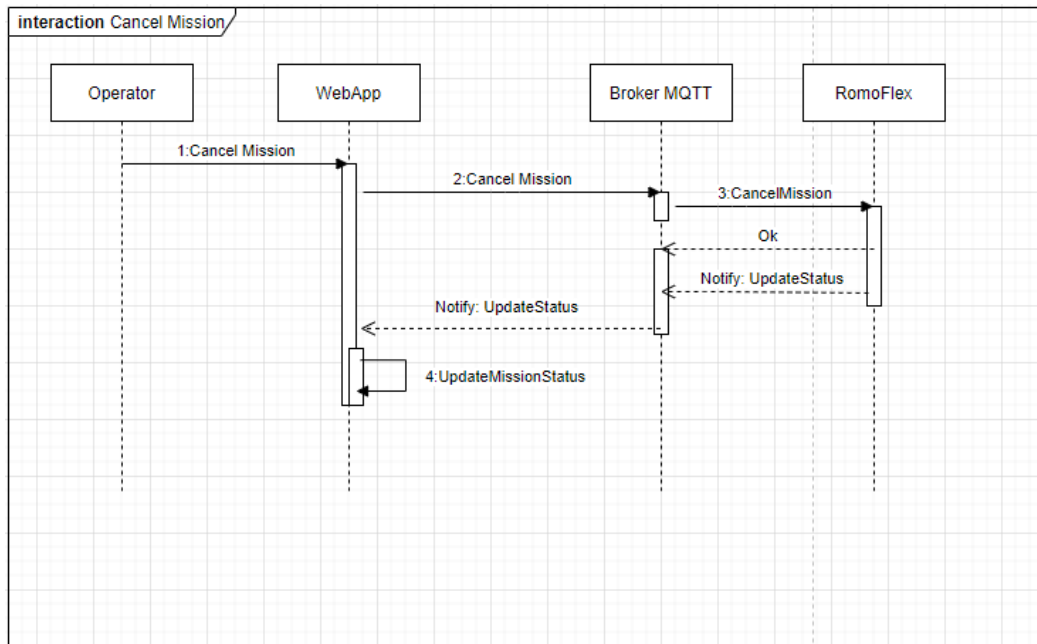 interaction Cancel Mission
Operator
WebApp
Broker MQTT
RomoFlex
1:Cancel Mission
2:Cancel Mission
3:CancelMission
Ok
Notify: UpdateStatus
Notify: UpdateStatus
4:UpdateMissionStatus